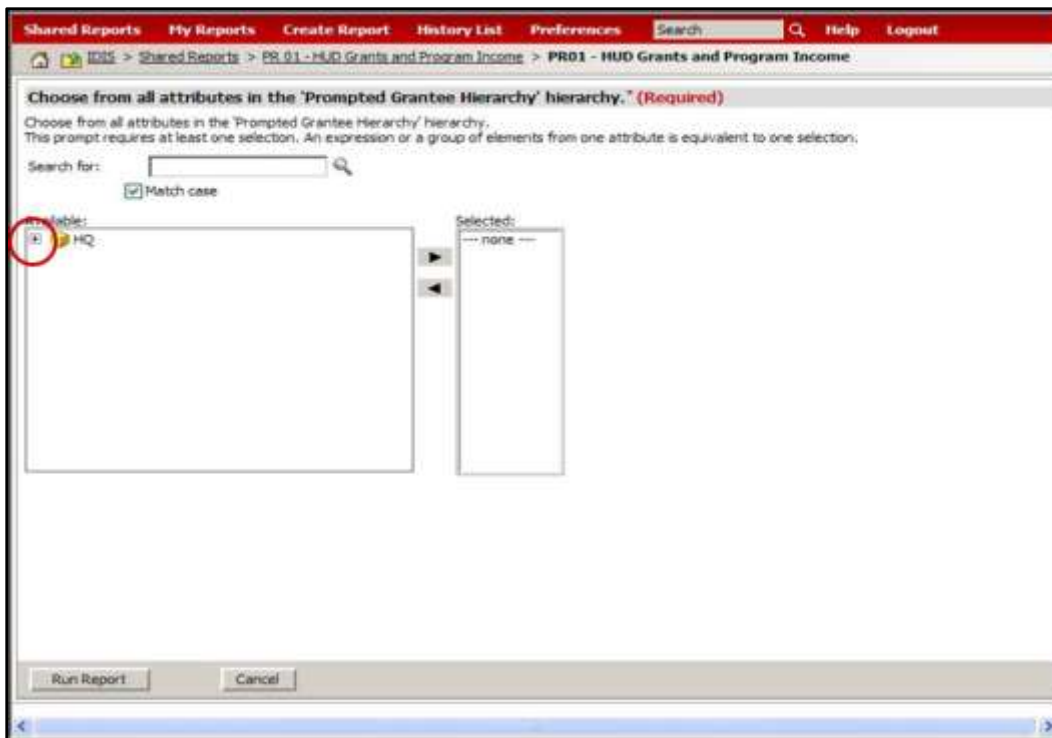 Shared Reports My Reports Create Report History List Preferences Search Help Logout
IDIS > Shared Reports > PR 01 - HUD Grants and Program Income > PR01 - HUD Grants and Program Income
Choose from all attributes in the 'Prompted Grantee Hierarchy' hierarchy." (Required)
Choose from all attributes in the 'Prompted Grantee Hierarchy' hierarchy.
This prompt requires at least one selection. An expression or a group of elements from one attribute is equivalent to one selection.
Search for:
Match case
Available: Selected:
HQ --- none ---
Run Report Cancel